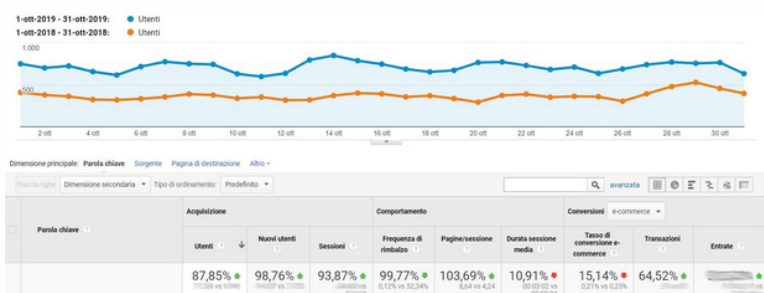 1-ott-2019 - 31-ott-2019: Utenti
1-ott-2018 - 31-ott-2018: Utenti
1.000
500
2 ott 4 ott 6 ott 8 ott 10 ott 12 ott 14 ott 16 ott 18 ott 20 ott 22 ott 24 ott 26 ott 28 ott 30 ott
Dimensione principale: Parola chiave Sorgente Pagina di destinazione Altro
Traccia righe Dimensione secondaria Tipo di ordinamento: Predefinito avanzata
Parola chiave ?
Acquisizione Comportamento Conversioni e-commerce
Utenti ? Nuovi utenti ? Sessioni ? Frequenza di rimbalzo ? Pagine/sessione ? Durata sessione media ? Tasso di conversione e-commerce ? Transazioni ? Entrate ?
87,85% 98,76% 93,87% 99,77% 103,69% 10,91% 15,14% 64,52%
0,12% vs 52,34% 8,64 vs 4,24 00:03:02 vs 0,21% vs 0,25%